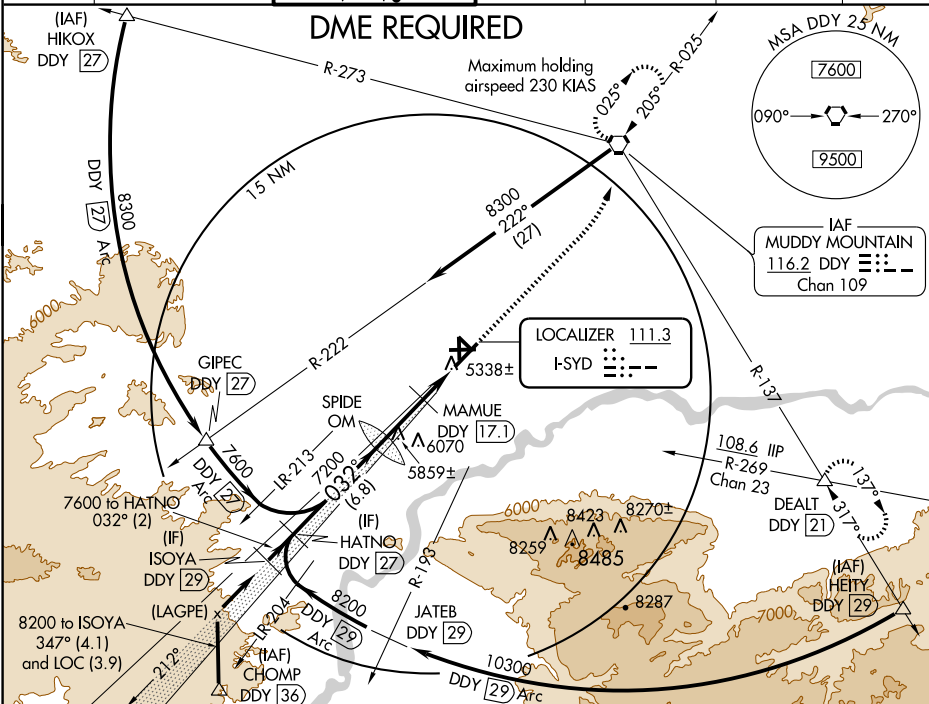 DME REQUIRED
(IAF)
HIKOX
DDY 27
R-273
Maximum holding
airspeed 230 KIAS
025°
205°
R-025
MSA DDY 25 NM
7600
090°
270°
9500
15 NM
8300
DDY 27 Arc
8300
222°
(27)
IAF
MUDDY MOUNTAIN
116.2 DDY
Chan 109
6000
R-222
LOCALIZER 111.3
I-SYD
5338±
R-137
GIPEC
DDY 27
SPIDE
OM
MAMUE
DDY 17.1
6070
5859±
7600
DDY 27
Arc
LR-213
7200
032°
(6.8)
108.6 IIP
R-269
Chan 23
DEALT
DDY 21
137°
317°
7600 to HATNO
032° (2)
(IF)
HATNO
DDY 27
R-193
6000
8423
8270±
8259
8485
(IF)
ISOYA
DDY 29
8287
7000
(IAF)
HEITY
DDY 29
(LAGPE)
8200
DDY 29
Arc
JATEB
DDY 29
8200 to ISOYA
347° (4.1)
and LOC (3.9)
LR-204
212°
(IAF)
CHOMP
DDY 36
10300
DDY 29 Arc